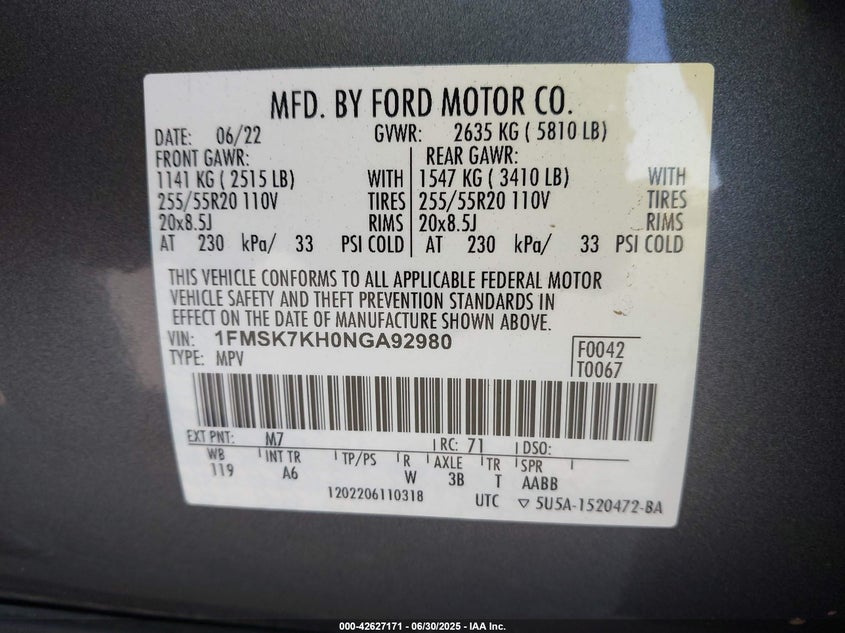 MFD. BY FORD MOTOR CO.
DATE: 06/22 GVWR: 2635 KG ( 5810 LB)
FRONT GAWR: REAR GAWR:
1141 KG ( 2515 LB) WITH 1547 KG ( 3410 LB) WITH
255/55R20 110V TIRES 255/55R20 110V TIRES
20x8.5J RIMS 20x8.5J RIMS
AT 230 kPa/ 33 PSI COLD AT 230 kPa/ 33 PSI COLD
THIS VEHICLE CONFORMS TO ALL APPLICABLE FEDERAL MOTOR
VEHICLE SAFETY AND THEFT PREVENTION STANDARDS IN
EFFECT ON THE DATE OF MANUFACTURE SHOWN ABOVE.
VIN: 1FMSK7KH0NGA92980
TYPE: MPV
F0042
T0067
EXT PNT: M7 RC: 71 DSO:
WB INT TR TP/PS R AXLE TR SPR
119 A6 W 3B T AABB
1202206110318 UTC ▽ 5U5A-1520472-BA
000-42627171 - 06/30/2025 - IAA Inc.